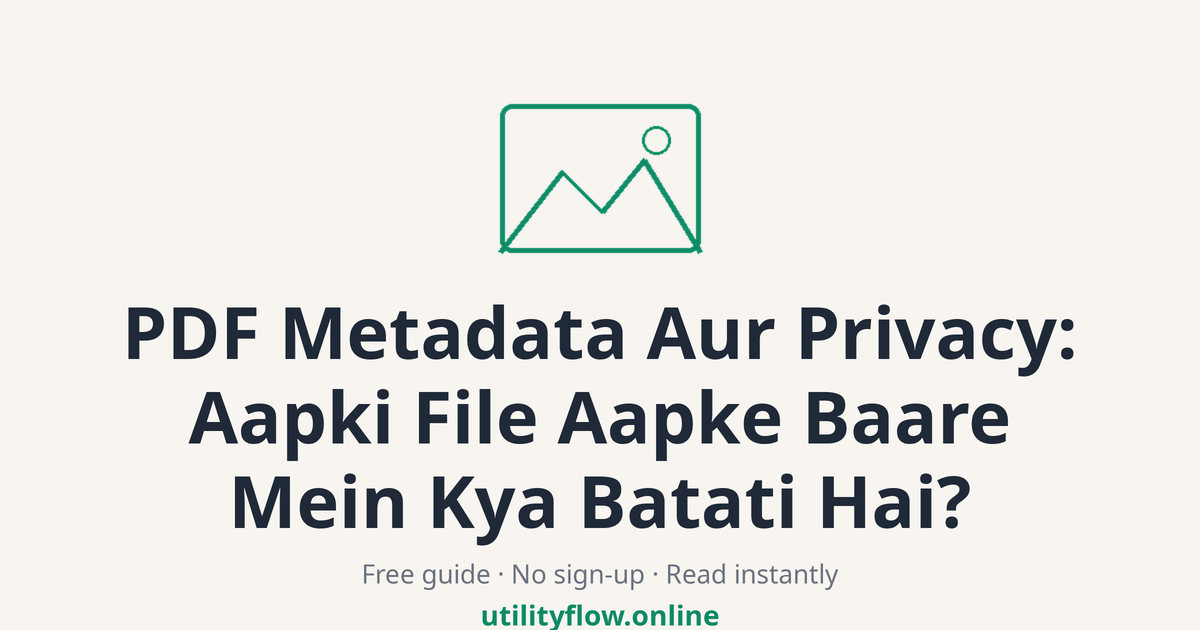 PDF Metadata Aur Privacy:
Aapki File Aapke Baare
Mein Kya Batati Hai?
Free guide · No sign-up · Read instantly
utilityflow.online